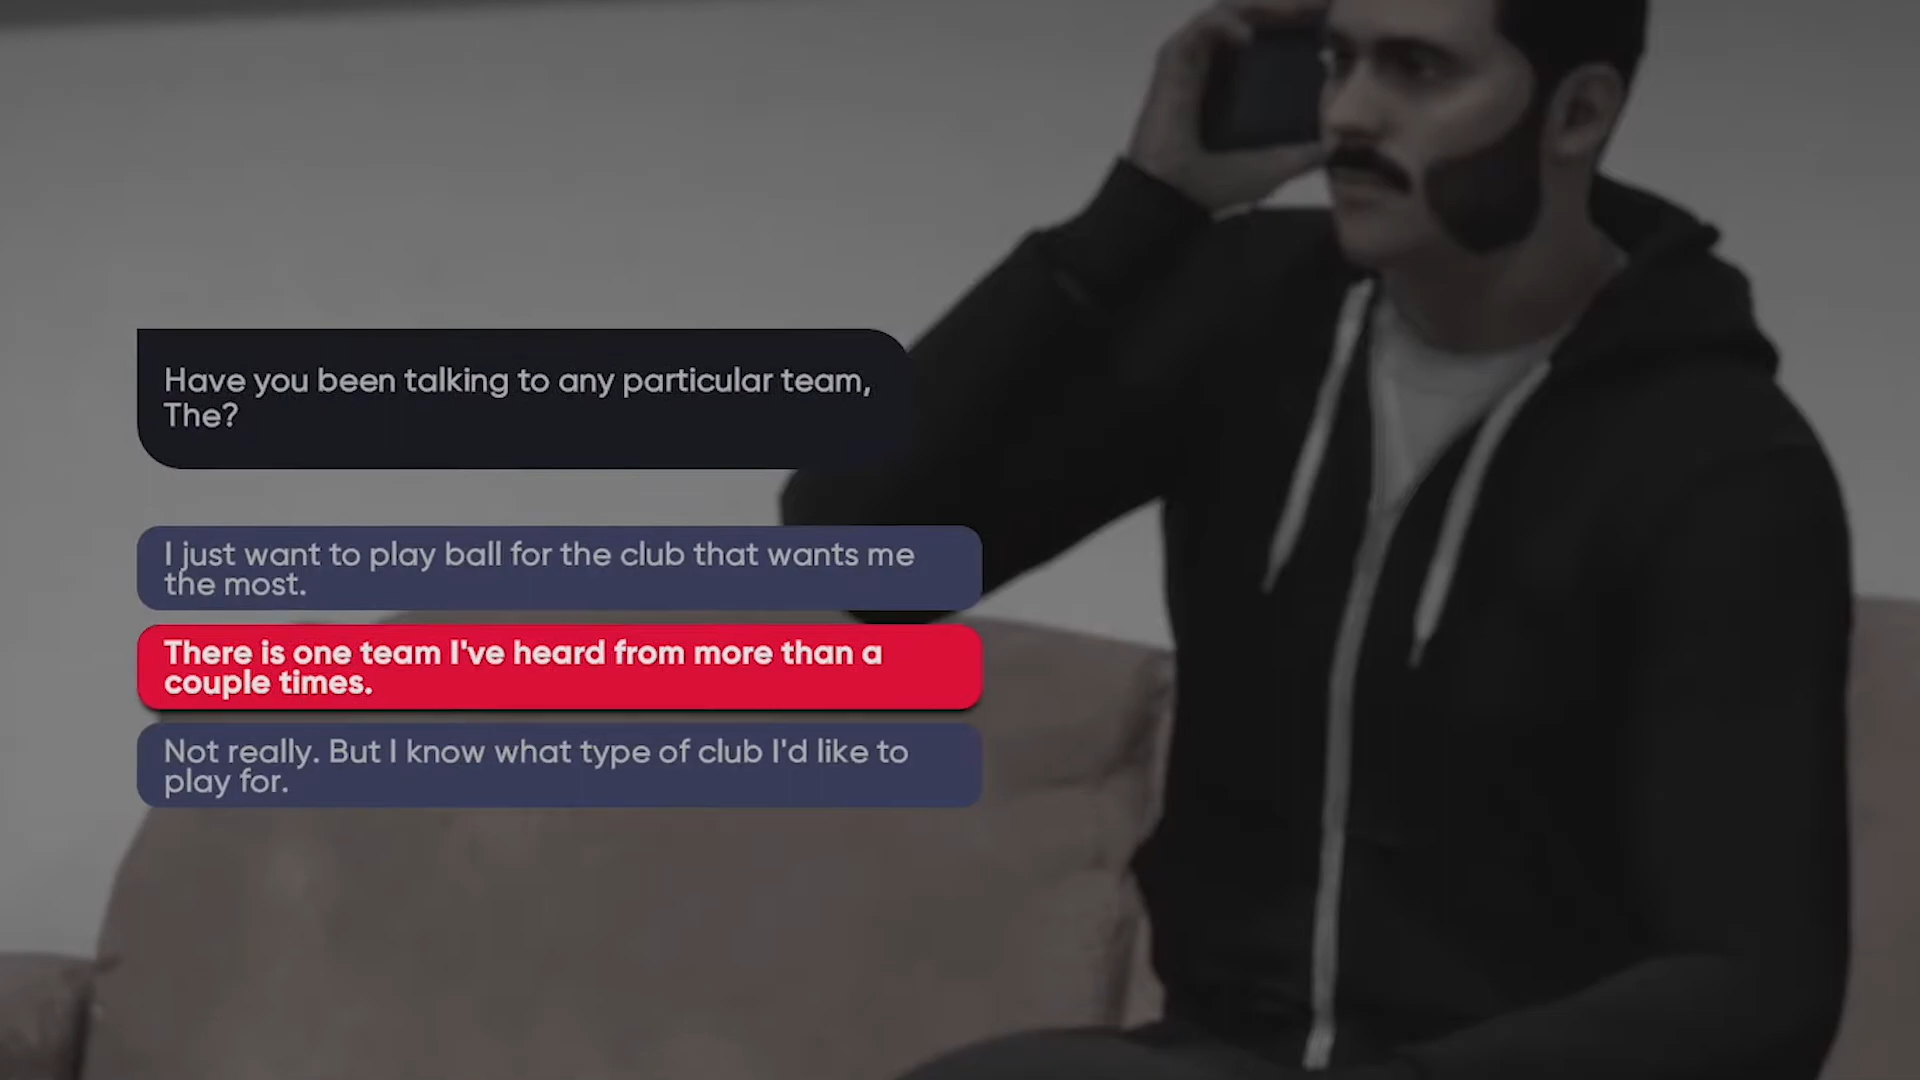 Have you been talking to any particular team,
The?
I just want to play ball for the club that wants me
the most.
There is one team I've heard from more than a
couple times.
Not really. But I know what type of club I'd like to
play for.